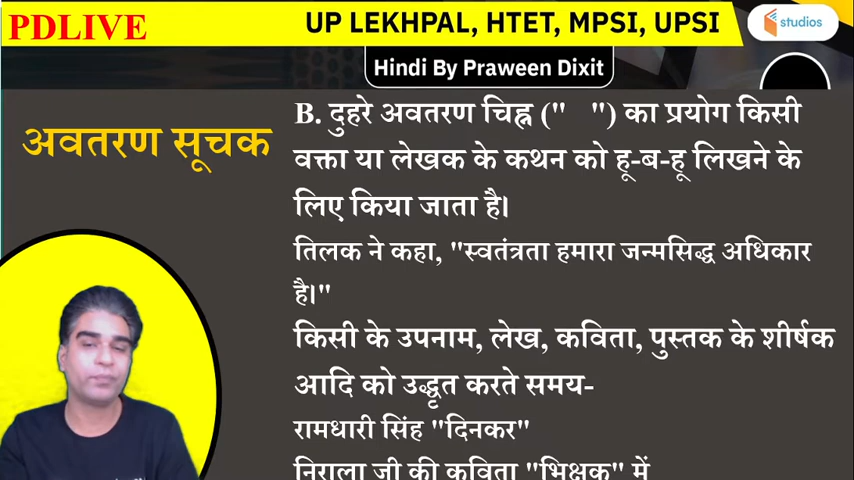 PDLIVE
UP LEKHPAL, HTET, MPSI, UPSI
studios
Hindi By Praween Dixit
अवतरण सूचक
B. दुहरे अवतरण चिह्न (" ") का प्रयोग किसी
वक्ता या लेखक के कथन को हू-ब-हू लिखने के
लिए किया जाता है।
तिलक ने कहा, "स्वतंत्रता हमारा जन्मसिद्ध अधिकार
है।"
किसी के उपनाम, लेख, कविता, पुस्तक के शीर्षक
आदि को उद्धृत करते समय-
रामधारी सिंह "दिनकर"
निराला जी की कविता "भिक्षुक" में